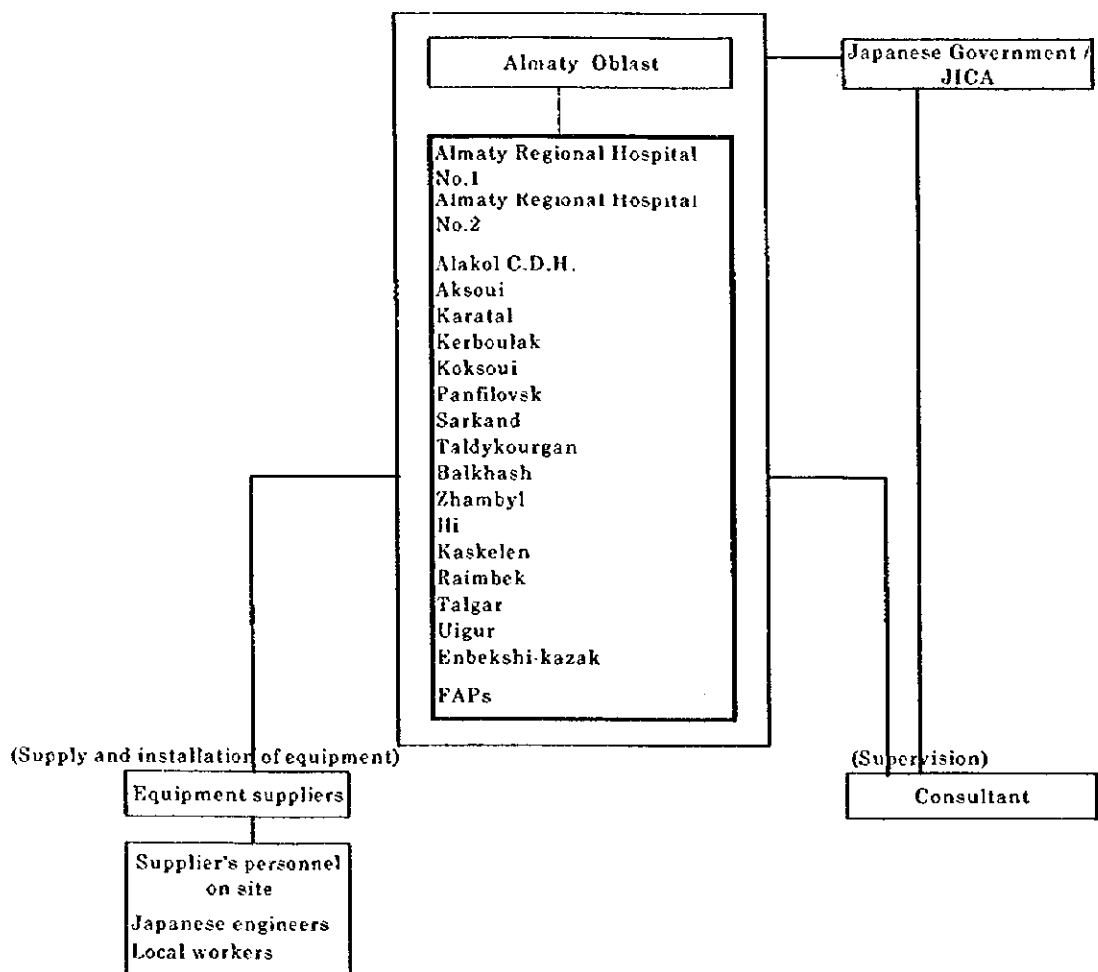 Almaty Oblast
Japanese Government /
JICA
Almaty Regional Hospital
No.1
Almaty Regional Hospital
No.2
Alakol C.D.H.
Aksoui
Karatal
Kerboulak
Koksoui
Panfilovsk
Sarkand
Taldykourgan
Balkhash
Zhambyl
Ili
Kaskelen
Raimbek
Talgar
Uigur
Enbekshi-kazak
FAPs
(Supply and installation of equipment)
Equipment suppliers
Supplier's personnel
on site
Japanese engineers
Local workers
(Supervision)
Consultant